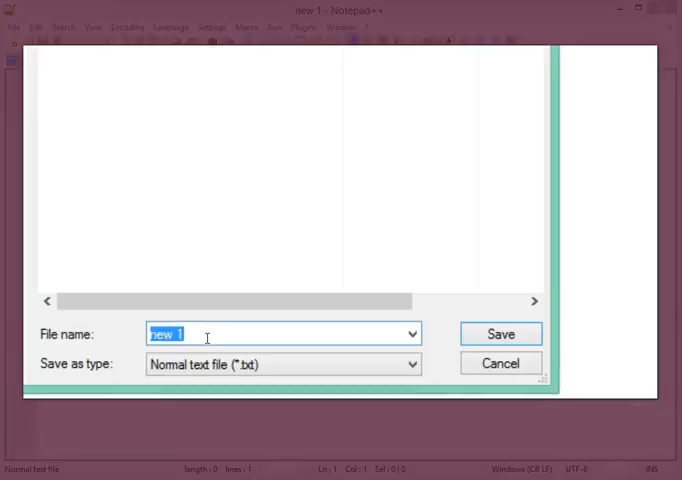 new 1 - Notepad++
File Edit Search View Encoding Language Settings Macro Run Plugins Window ?
File name: new 1 Save
Save as type: Normal text file (*.txt) Cancel
Normal text file length : 0 lines : 1 Ln : 1 Col : 1 Sel : 0 | 0 Windows (CR LF) UTF-8 INS